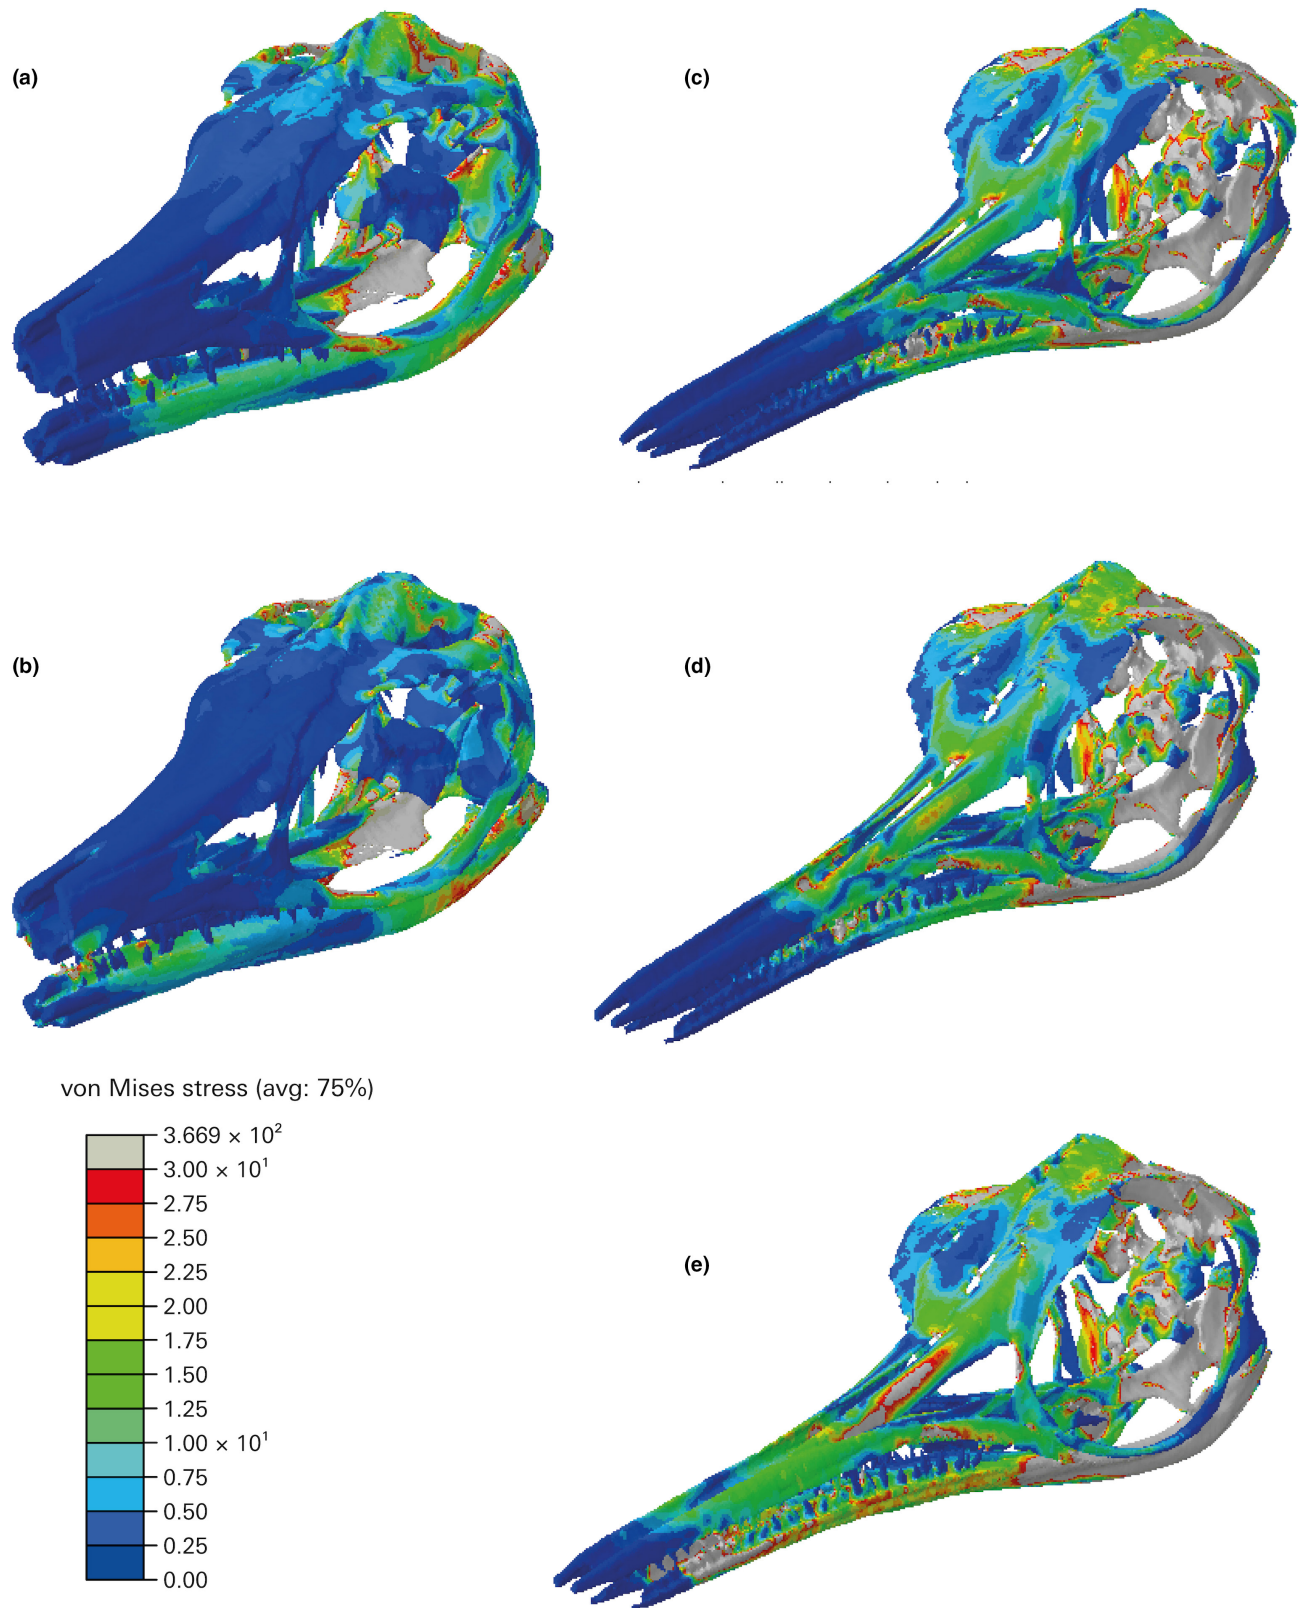 (a)
(c)
(b)
(d)
von Mises stress (avg: 75%)
3.669 × 10²
3.00 × 10¹
2.75
2.50
2.25
2.00
1.75
1.50
1.25
1.00 × 10¹
0.75
0.50
0.25
0.00
(e)